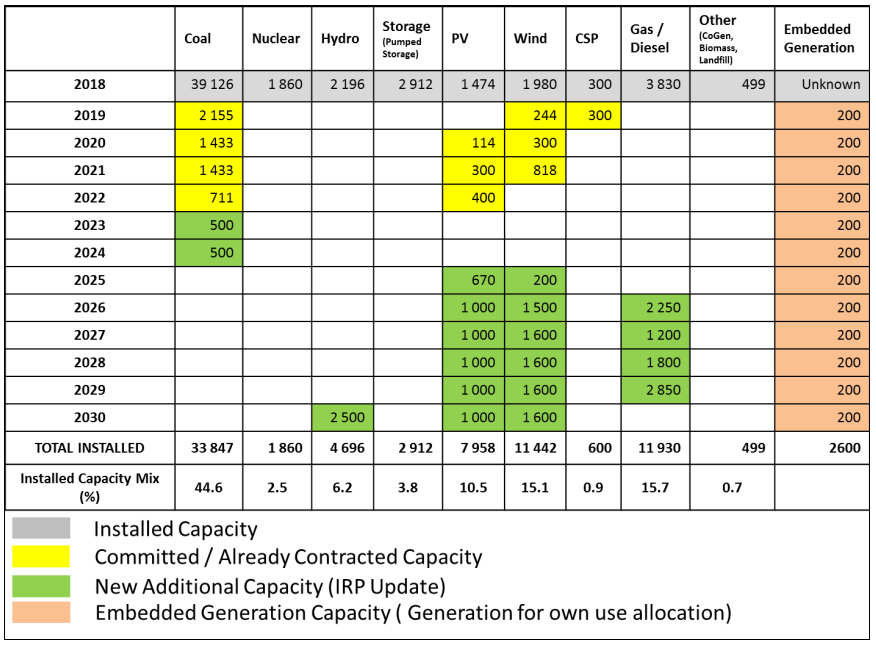 Coal Nuclear Hydro Storage (Pumped Storage) PV Wind CSP Gas / Diesel Other (CoGen, Biomass, Landfill) Embedded Generation
2018 39 126 1 860 2 196 2 912 1 474 1 980 300 3 830 499 Unknown
2019 2 155 244 300 200
2020 1 433 114 300 200
2021 1 433 300 818 200
2022 711 400 200
2023 500 200
2024 500 200
2025 670 200 200
2026 1 000 1 500 2 250 200
2027 1 000 1 600 1 200 200
2028 1 000 1 600 1 800 200
2029 1 000 1 600 2 850 200
2030 2 500 1 000 1 600 200
TOTAL INSTALLED 33 847 1 860 4 696 2 912 7 958 11 442 600 11 930 499 2600
Installed Capacity Mix (%) 44.6 2.5 6.2 3.8 10.5 15.1 0.9 15.7 0.7
Installed Capacity
Committed / Already Contracted Capacity
New Additional Capacity (IRP Update)
Embedded Generation Capacity ( Generation for own use allocation)